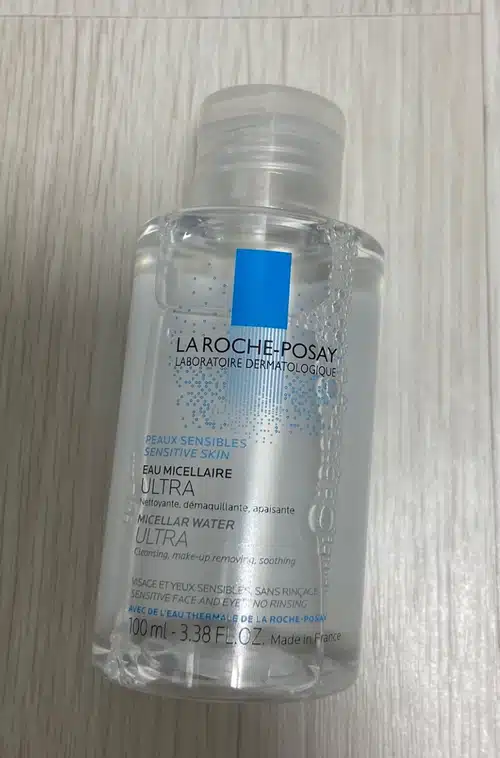 LA ROCHE-POSAY
LABORATOIRE DERMATOLOGIQUE
PEAUX SENSIBLES
SENSITIVE SKIN
EAU MICELLAIRE
ULTRA
Nettoyante, démaquillante, apaisante
MICELLAR WATER
ULTRA
Cleansing, make-up removing, soothing
VISAGE ET YEUX SENSIBLES, SANS RINÇAGE
SENSITIVE FACE AND EYES, NO RINSING
AVEC DE L'EAU THERMALE DE LA ROCHE-POSAY
100 ml - 3.38 FL.OZ. Made in France